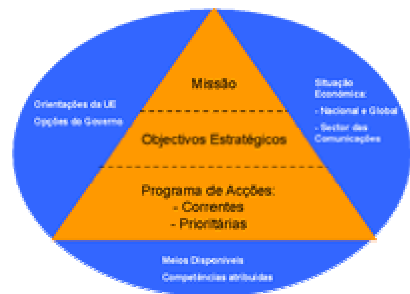 Missão
Situação
Económica:
- Nacional e Global
- Sector das
Comunicações
Orientações da UE
Opções do Governo
Objectivos Estratégicos
Programa de Acções:
- Correntes
- Prioritárias
Meios Disponíveis
Competências atribuídas